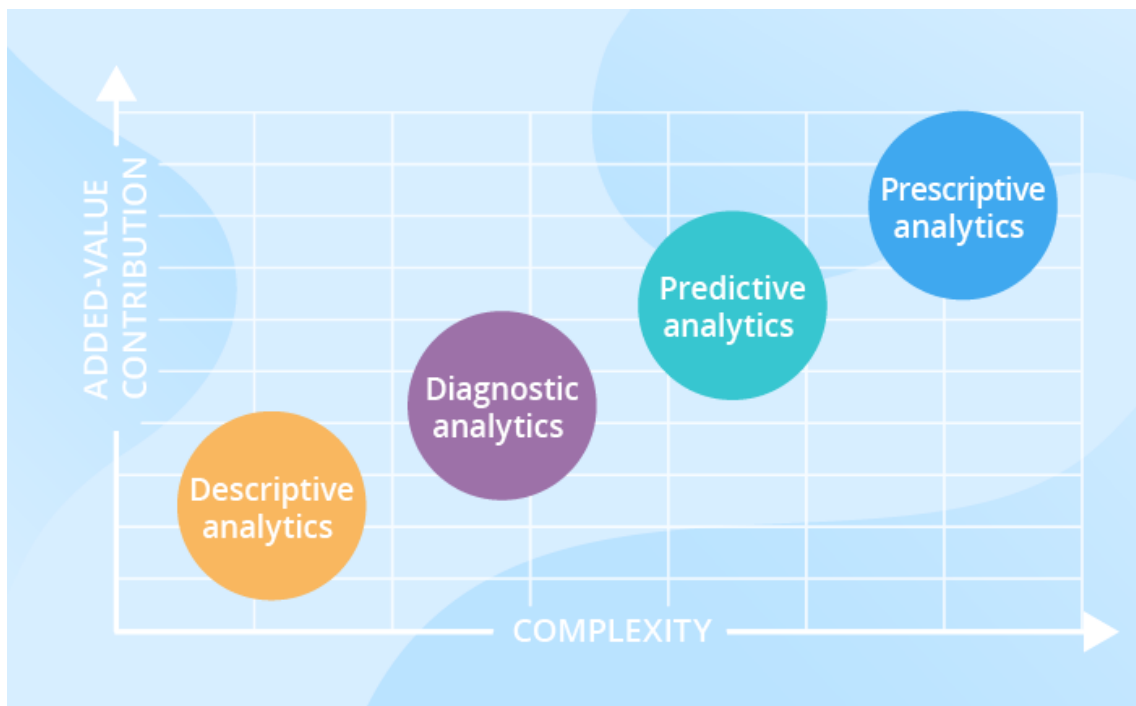 ADDED-VALUE
CONTRIBUTION
Prescriptive
analytics
Predictive
analytics
Diagnostic
analytics
Descriptive
analytics
COMPLEXITY